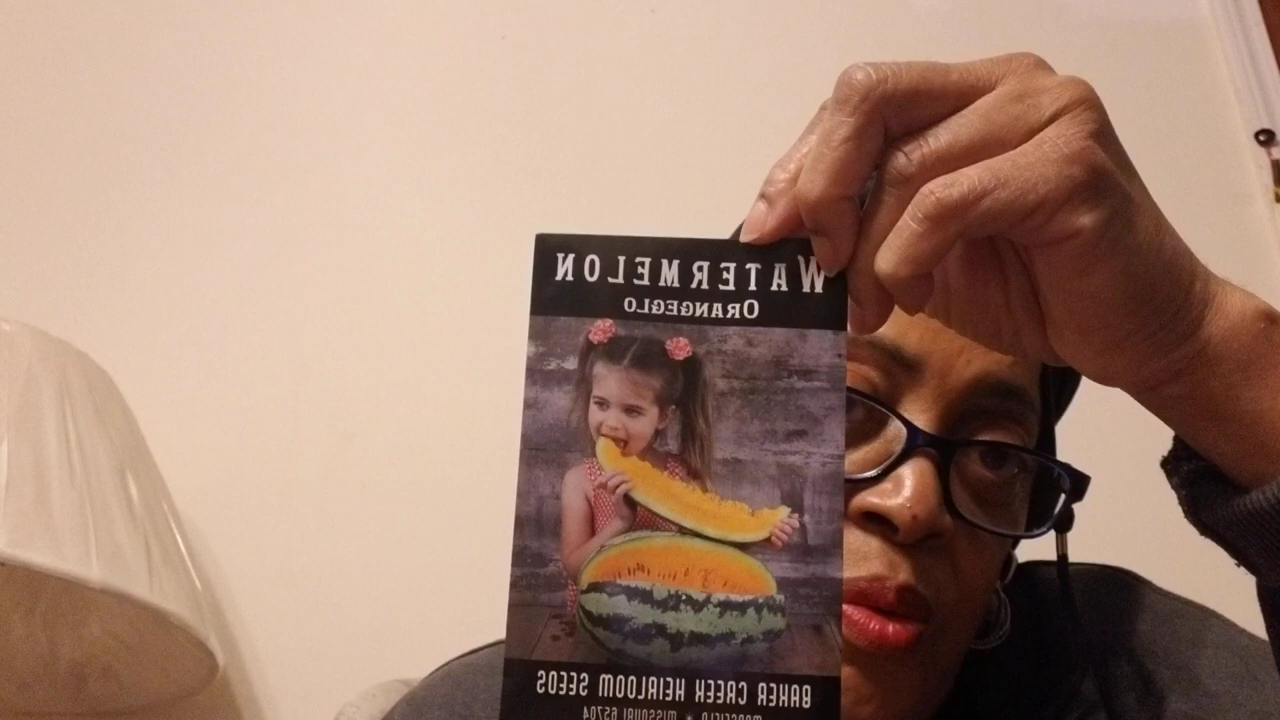 WATERMELON
ORANGEGLO
BAKER CREEK HEIRLOOM SEEDS
MANSFIELD * MISSOURI 65704